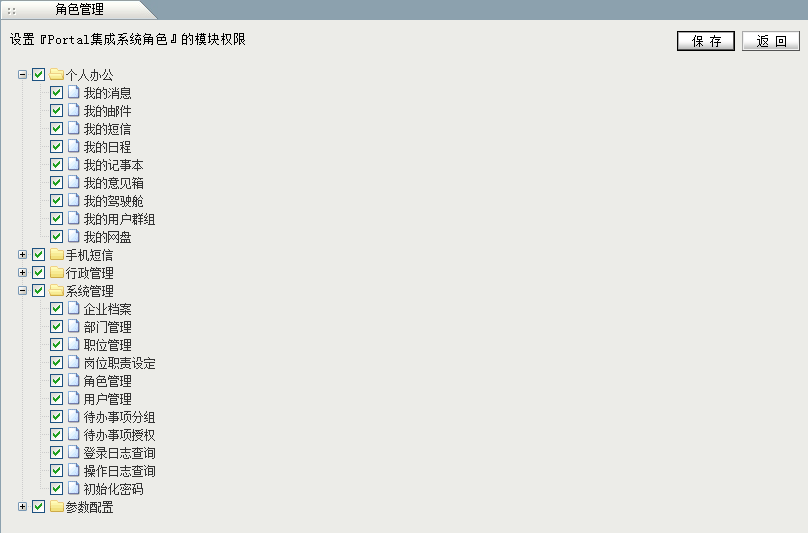 角色管理
设置『Portal集成系统角色』的模块权限
保 存
返 回
个人办公
我的消息
我的邮件
我的短信
我的日程
我的记事本
我的意见箱
我的驾驶舱
我的用户群组
我的网盘
手机短信
行政管理
系统管理
企业档案
部门管理
职位管理
岗位职责设定
角色管理
用户管理
待办事项分组
待办事项授权
登录日志查询
操作日志查询
初始化密码
参数配置